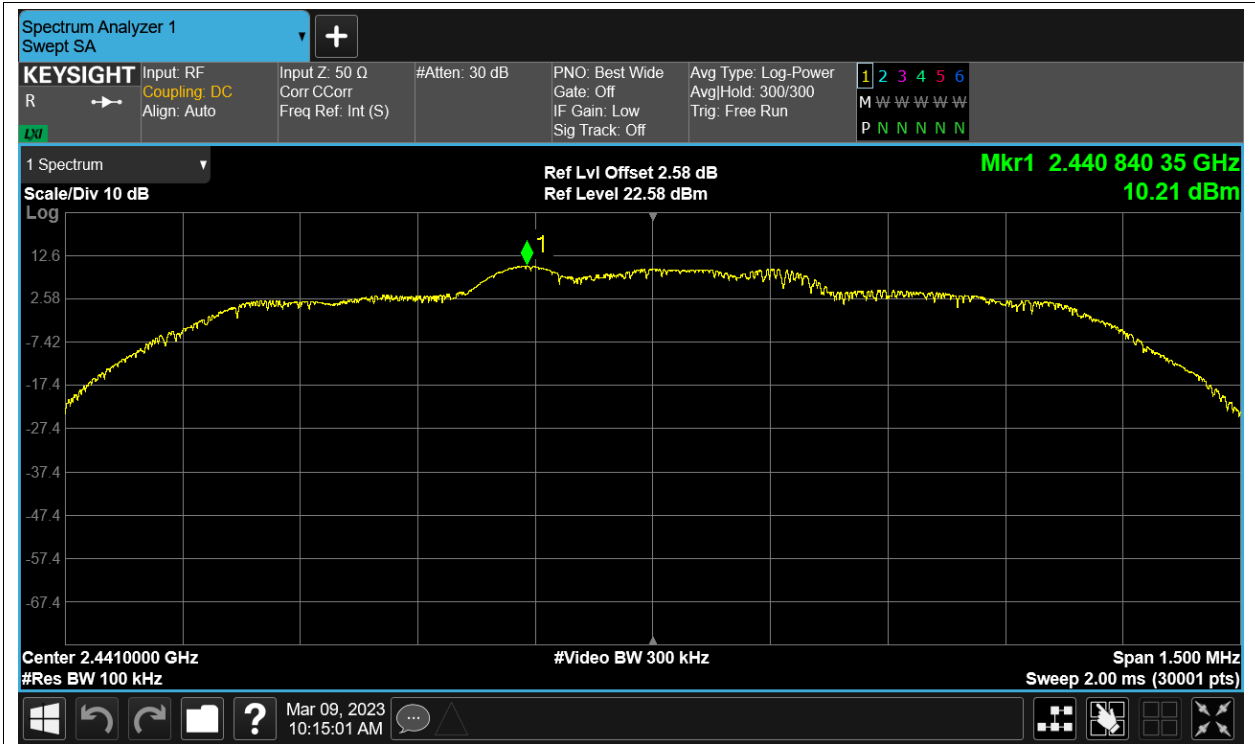 Spectrum Analyzer 1
Swept SA
KEYSIGHT
R
LXI
Input: RF
Coupling: DC
Align: Auto
Input Z: 50 Ω
Corr CCorr
Freq Ref: Int (S)
#Atten: 30 dB
PNO: Best Wide
Gate: Off
IF Gain: Low
Sig Track: Off
Avg Type: Log-Power
Avg|Hold: 300/300
Trig: Free Run
1 2 3 4 5 6
M W W W W W
P N N N N N
1 Spectrum
Scale/Div 10 dB
Log
Ref Lvl Offset 2.58 dB
Ref Level 22.58 dBm
Mkr1 2.440 840 35 GHz
10.21 dBm
1
12.6
2.58
-7.42
-17.4
-27.4
-37.4
-47.4
-57.4
-67.4
Center 2.4410000 GHz
#Video BW 300 kHz
Span 1.500 MHz
#Res BW 100 kHz
Sweep 2.00 ms (30001 pts)
?
Mar 09, 2023
10:15:01 AM